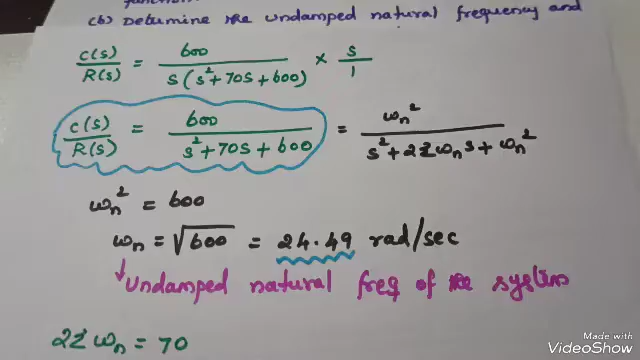 function.
(b) Determine the undamped natural frequency and
C(s)/R(s) = 600/s(s²+70s+600) × s/1
C(s)/R(s) = 600/s²+70s+600 = ωn²/s²+2ζωns+ωn²
ωn² = 600
ωn = √600 = 24.49 rad/sec
↓undamped natural freq of the system
2ζωn = 70
Made With
VideoShow